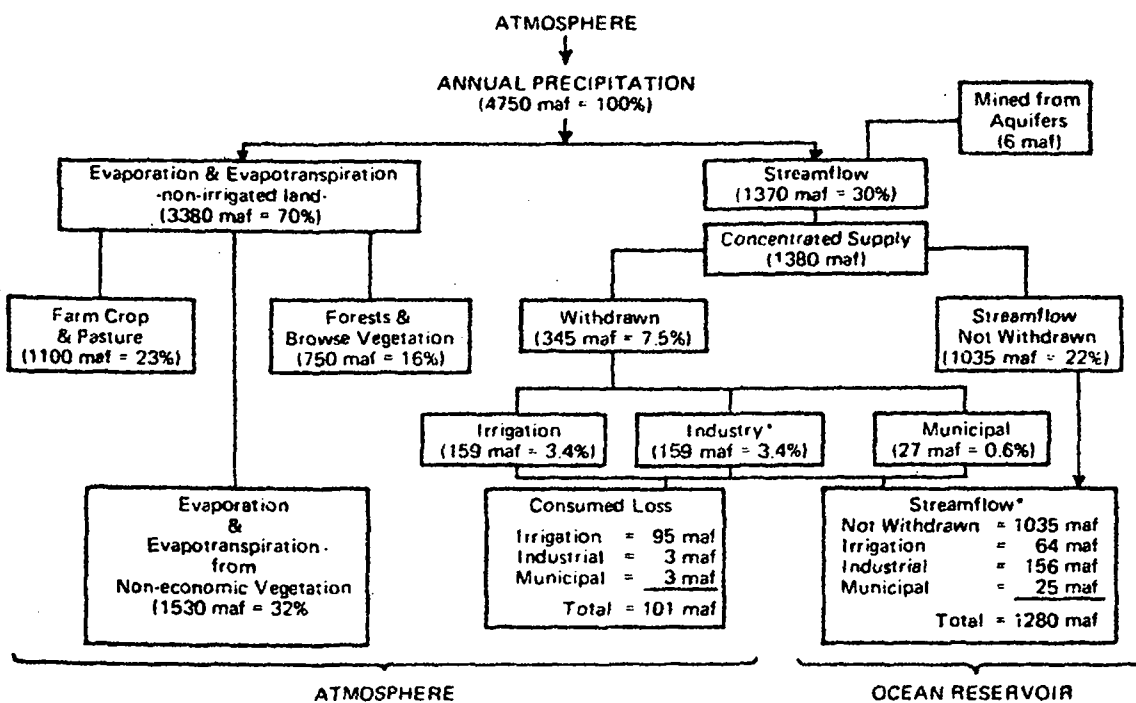 ATMOSPHERE
ANNUAL PRECIPITATION
(4750 maf = 100%)
Mined from
Aquifers
(6 maf)
Evaporation & Evapotranspiration
-non-irrigated land-
(3380 maf = 70%)
Streamflow
(1370 maf = 30%)
Concentrated Supply
(1380 maf)
Farm Crop
& Pasture
(1100 maf = 23%)
Forests &
Browse Vegetation
(750 maf = 16%)
Withdrawn
(345 maf = 7.5%)
Streamflow
Not Withdrawn
(1035 maf = 22%)
Irrigation
(159 maf = 3.4%)
Industry*
(159 maf = 3.4%)
Municipal
(27 maf = 0.6%)
Evaporation
&
Evapotranspiration-
from
Non-economic Vegetation
(1530 maf = 32%
Consumed Loss
Irrigation = 95 maf
Industrial = 3 maf
Municipal = 3 maf
Total = 101 maf
Streamflow*
Not Withdrawn = 1035 maf
Irrigation = 64 maf
Industrial = 156 maf
Municipal = 25 maf
Total = 1280 maf
ATMOSPHERE
OCEAN RESERVOIR